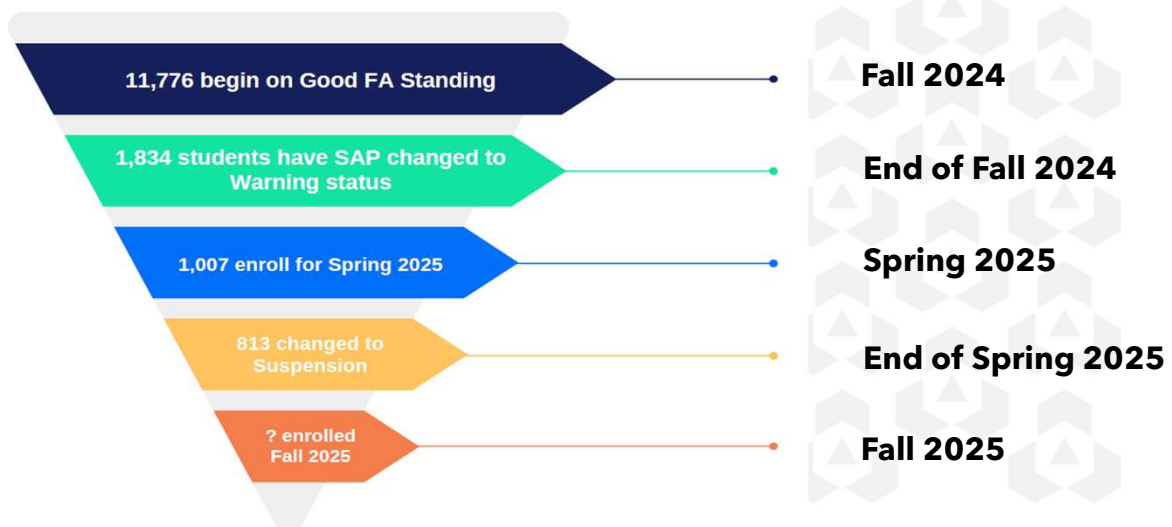 11,776 begin on Good FA Standing
Fall 2024
1,834 students have SAP changed to
Warning status
End of Fall 2024
1,007 enroll for Spring 2025
Spring 2025
813 changed to
Suspension
End of Spring 2025
? enrolled
Fall 2025
Fall 2025